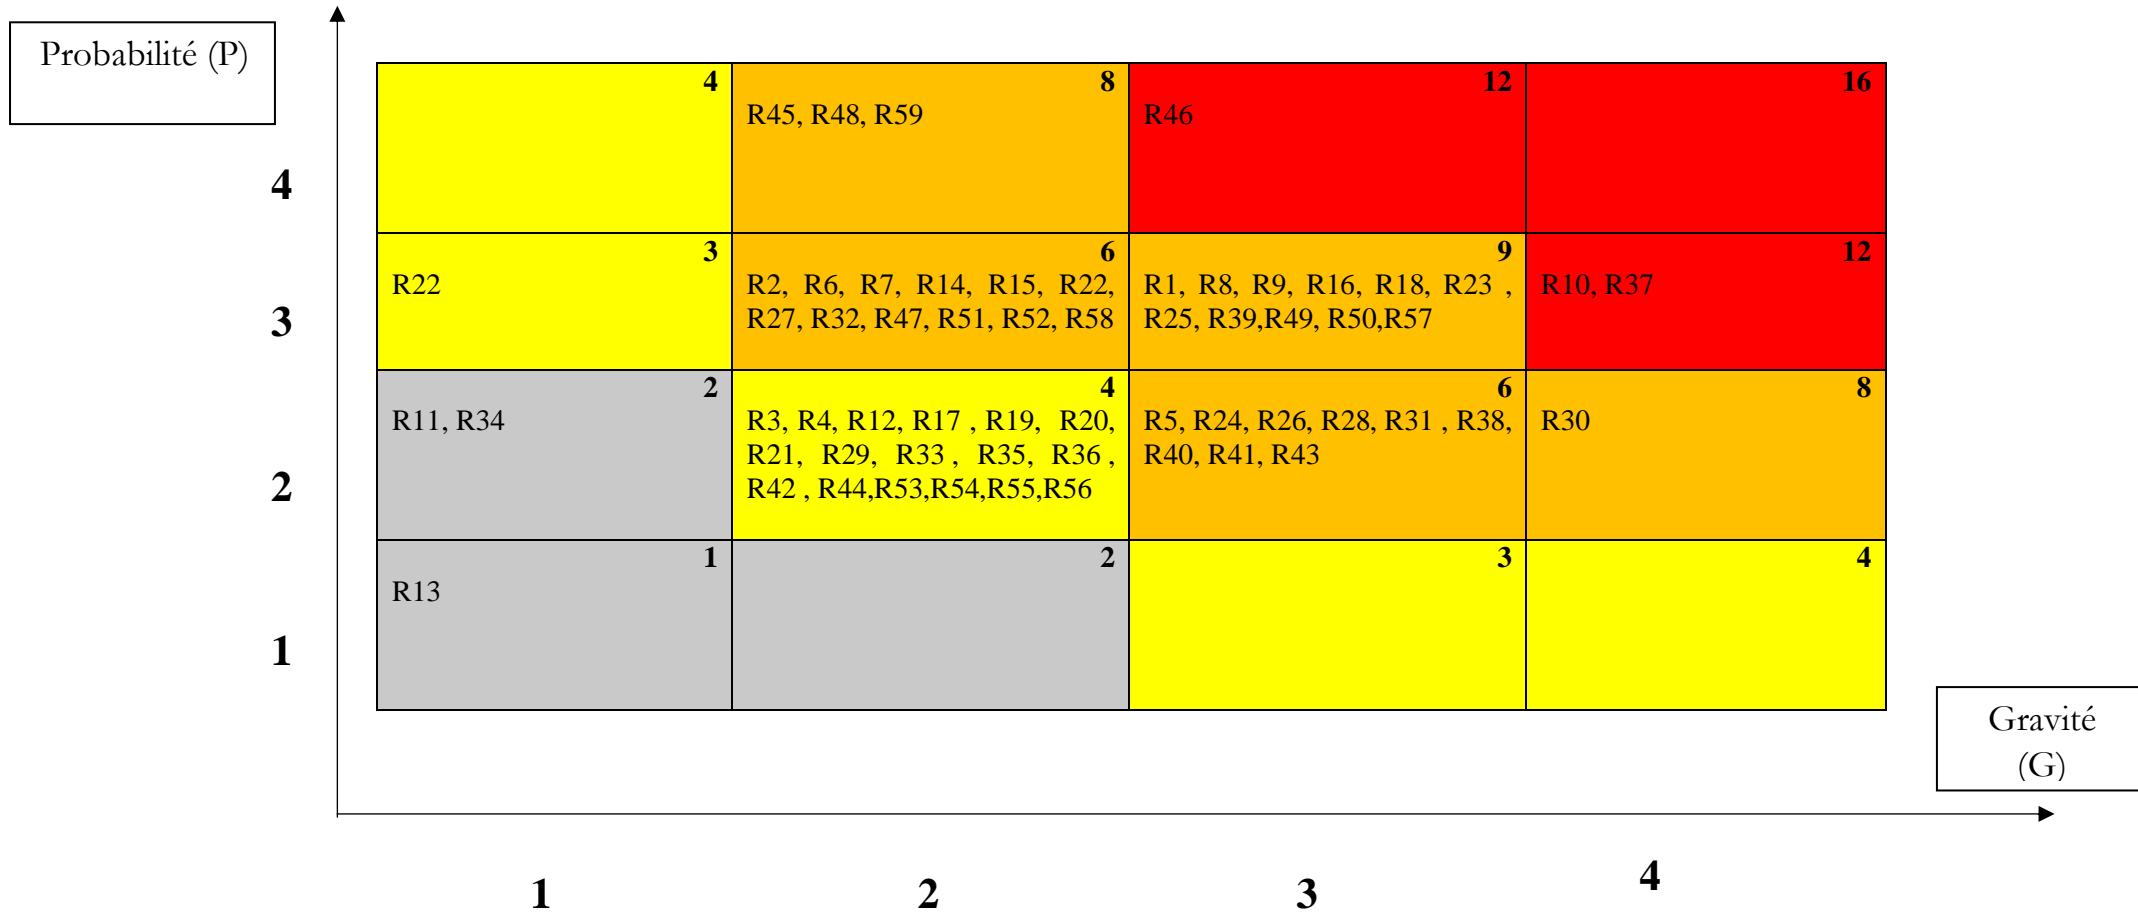 Probabilité (P)
4
8
12
16
R45, R48, R59
R46
4
3
6
9
12
R22
R2, R6, R7, R14, R15, R22,
R27, R32, R47, R51, R52, R58
R1, R8, R9, R16, R18, R23 ,
R25, R39,R49, R50,R57
R10, R37
3
2
4
6
8
R11, R34
R3, R4, R12, R17 , R19, R20,
R21, R29, R33 , R35, R36 ,
R42 , R44,R53,R54,R55,R56
R5, R24, R26, R28, R31 , R38,
R40, R41, R43
R30
2
1
2
3
4
R13
1
Gravité
(G)
1
2
3
4